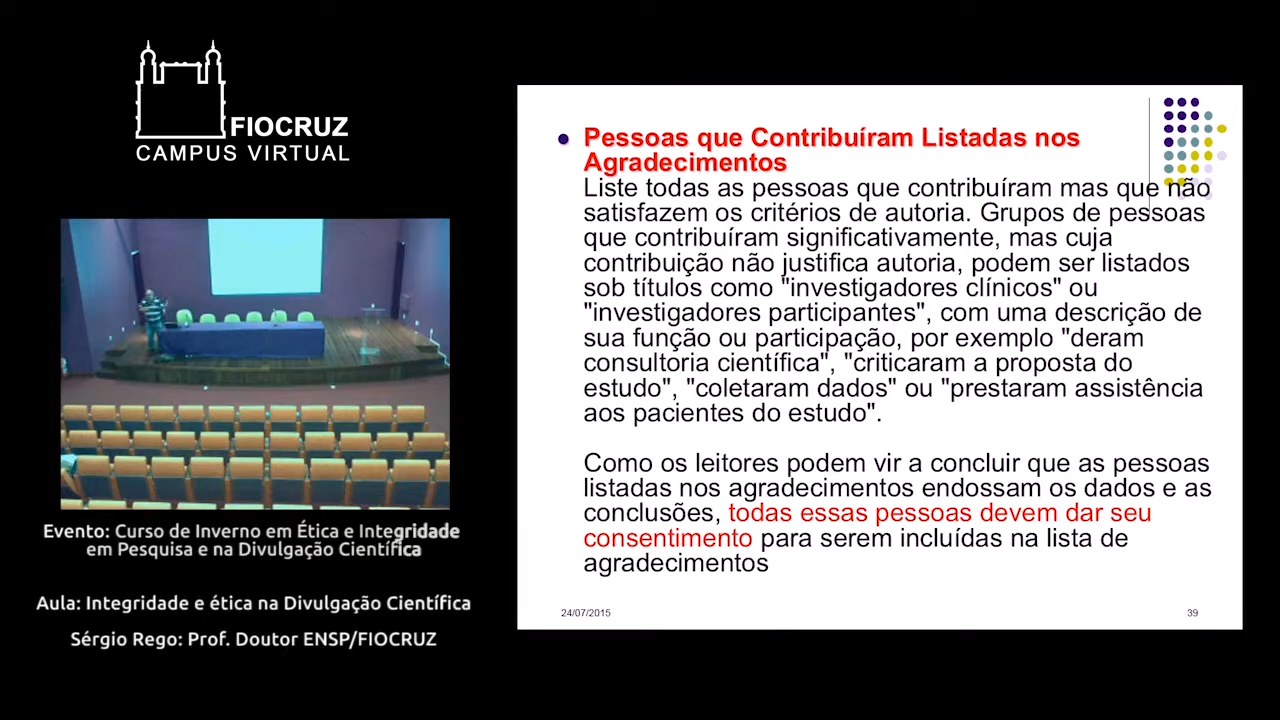 FIOCRUZ
CAMPUS VIRTUAL
Evento: Curso de Inverno em Ética e Integridade
em Pesquisa e na Divulgação Científica
Aula: Integridade e ética na Divulgação Científica
Sérgio Rego: Prof. Doutor ENSP/FIOCRUZ
Pessoas que Contribuíram Listadas nos
Agradecimentos
Liste todas as pessoas que contribuíram mas que não
satisfazem os critérios de autoria. Grupos de pessoas
que contribuíram significativamente, mas cuja
contribuição não justifica autoria, podem ser listados
sob títulos como "investigadores clínicos" ou
"investigadores participantes", com uma descrição de
sua função ou participação, por exemplo "deram
consultoria científica", "criticaram a proposta do
estudo", "coletaram dados" ou "prestaram assistência
aos pacientes do estudo".
Como os leitores podem vir a concluir que as pessoas
listadas nos agradecimentos endossam os dados e as
conclusões, todas essas pessoas devem dar seu
consentimento para serem incluídas na lista de
agradecimentos
24/07/2015
39